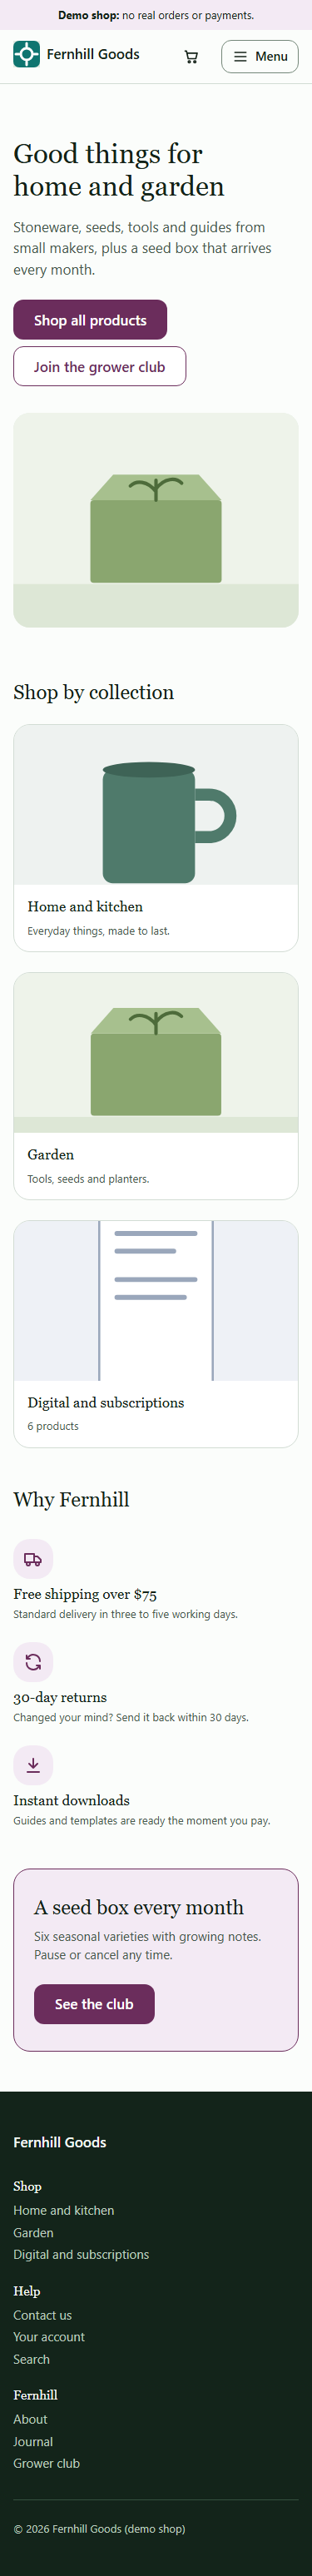 Demo shop: no real orders or payments.
Fernhill Goods
Menu
Good things for
home and garden
Stoneware, seeds, tools and guides from
small makers, plus a seed box that arrives
every month.
Shop all products
Join the grower club
Shop by collection
Home and kitchen
Everyday things, made to last.
Garden
Tools, seeds and planters.
Digital and subscriptions
6 products
Why Fernhill
Free shipping over $75
Standard delivery in three to five working days.
30-day returns
Changed your mind? Send it back within 30 days.
Instant downloads
Guides and templates are ready the moment you pay.
A seed box every month
Six seasonal varieties with growing notes.
Pause or cancel any time.
See the club
Fernhill Goods
Shop
Home and kitchen
Garden
Digital and subscriptions
Help
Contact us
Your account
Search
Fernhill
About
Journal
Grower club
© 2026 Fernhill Goods (demo shop)